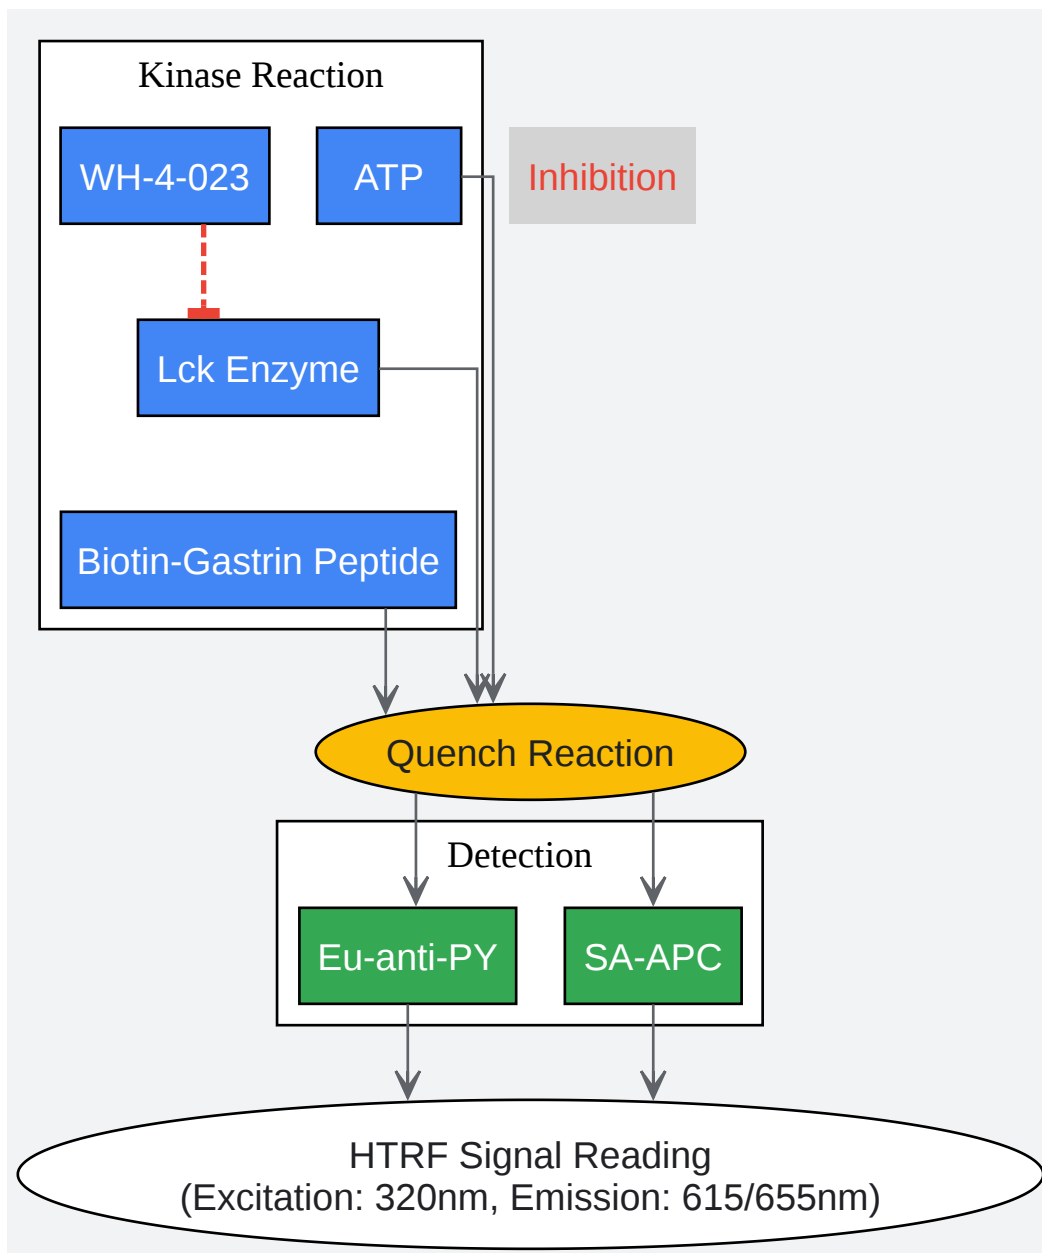 Kinase Reaction
WH-4-023
ATP
Inhibition
Lck Enzyme
Biotin-Gastrin Peptide
Quench Reaction
Detection
Eu-anti-PY
SA-APC
HTRF Signal Reading
(Excitation: 320nm, Emission: 615/655nm)